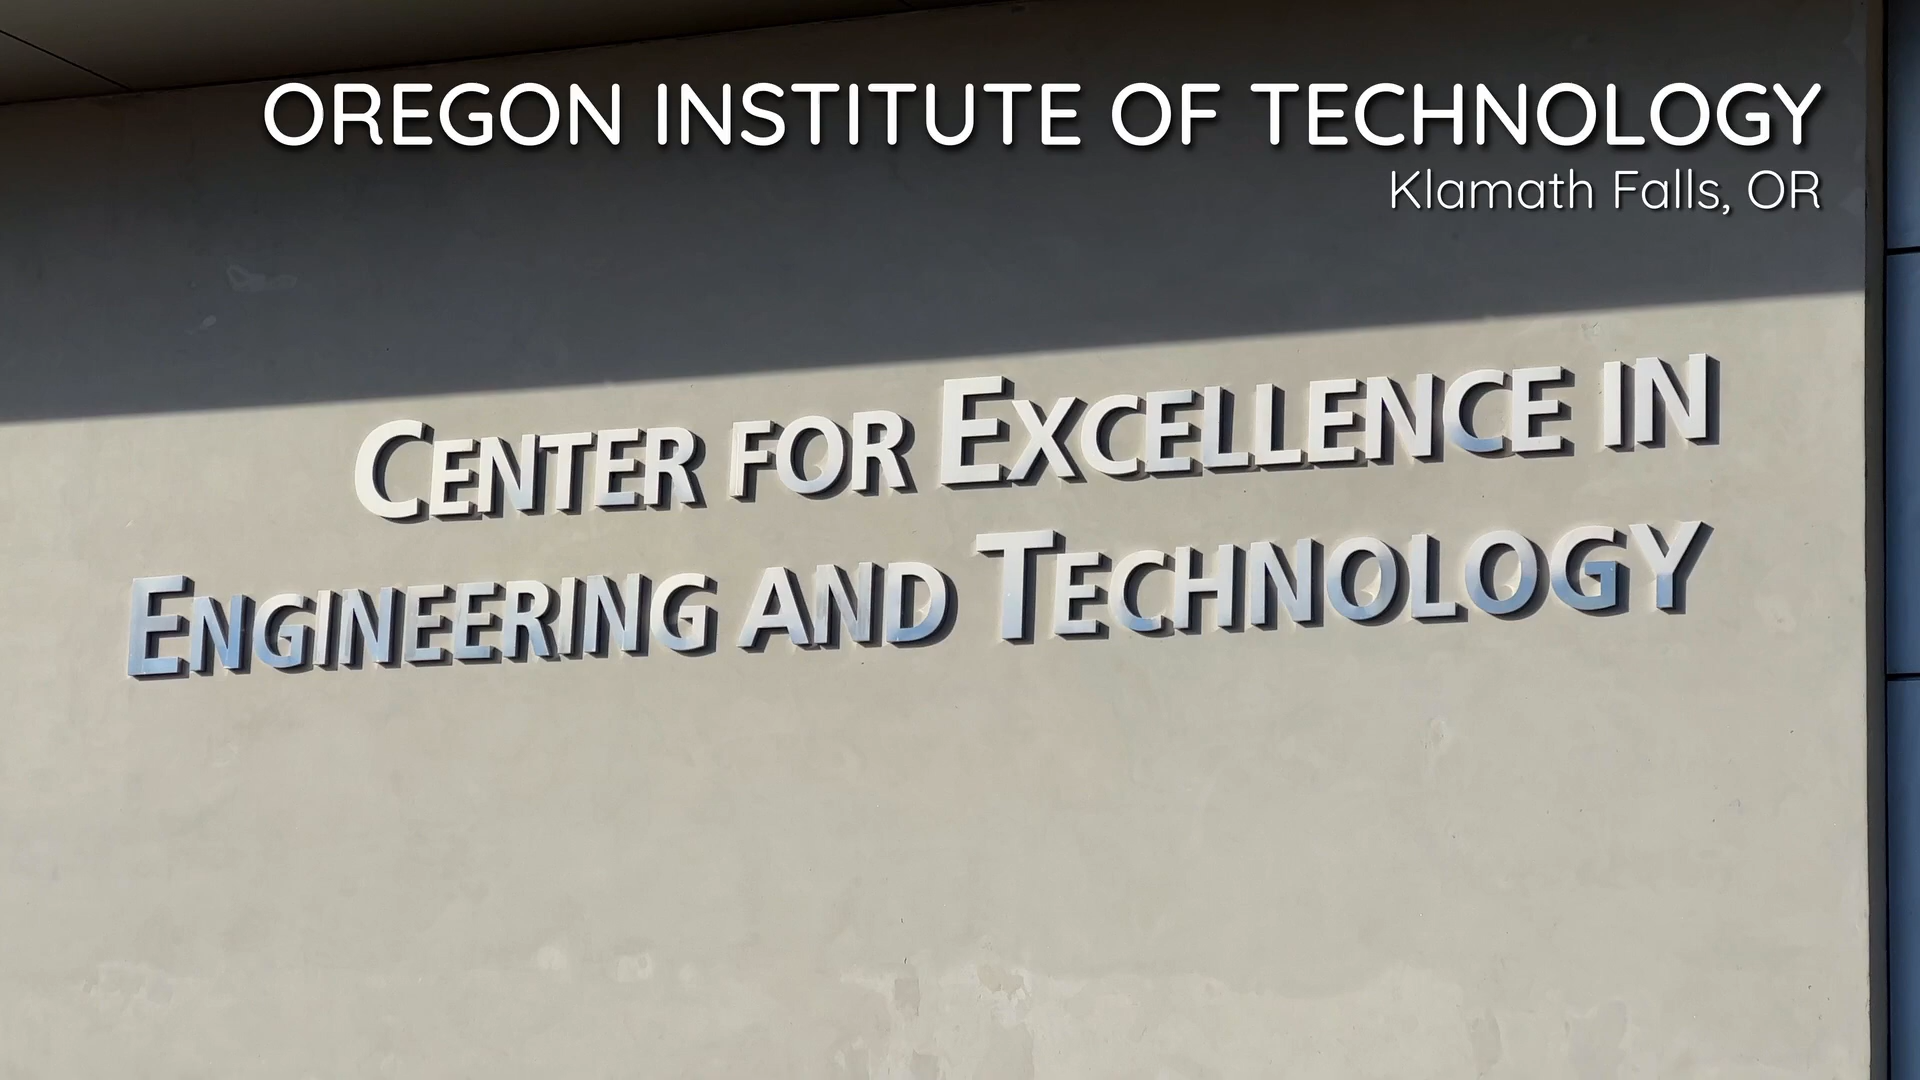 OREGON INSTITUTE OF TECHNOLOGY
Klamath Falls, OR
CENTER FOR EXCELLENCE IN
ENGINEERING AND TECHNOLOGY